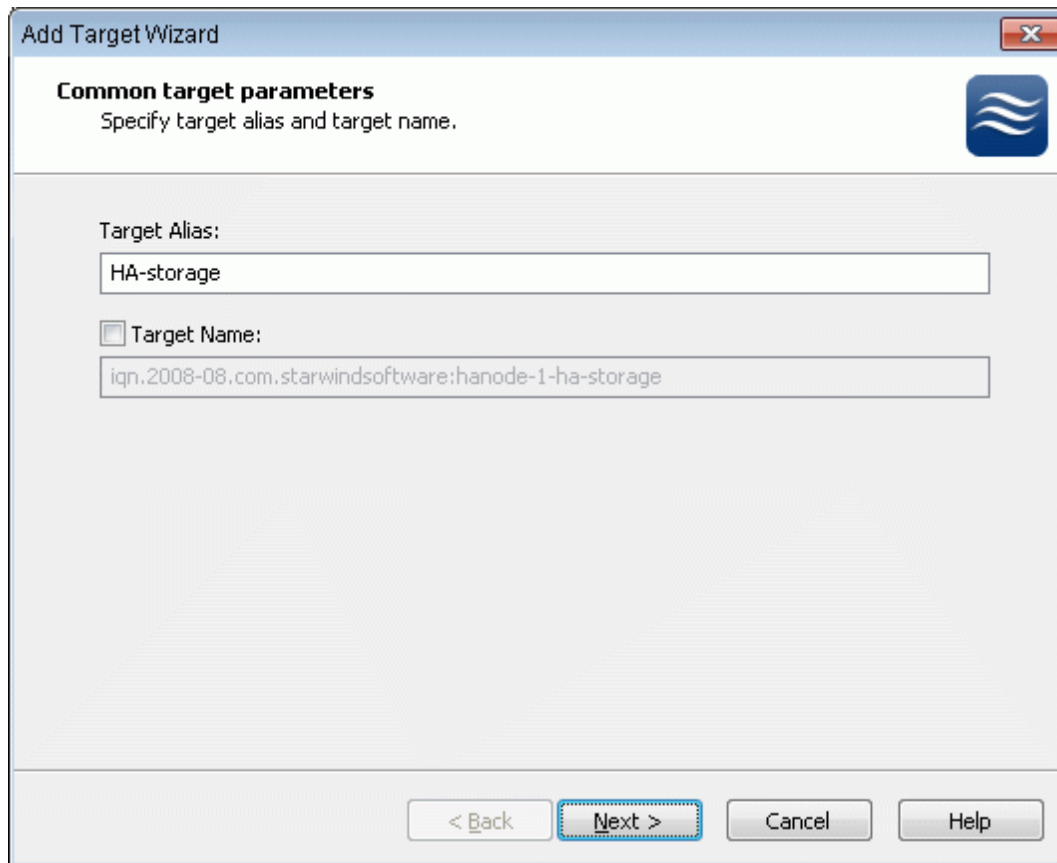 Add Target Wizard
Common target parameters
Specify target alias and target name.
Target Alias:
HA-storage
Target Name:
iqn.2008-08.com.starwindsoftware:hanode-1-ha-storage
< Back Next > Cancel Help